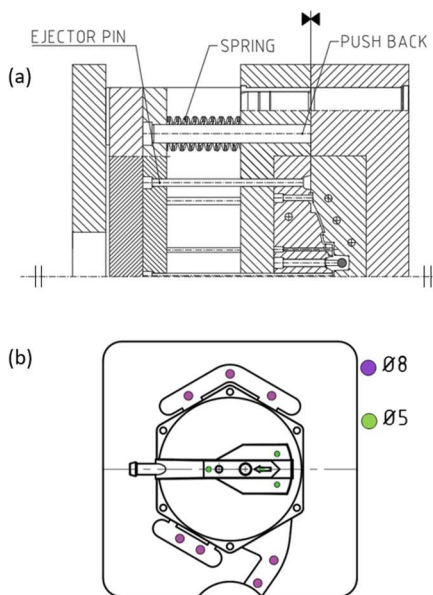 EJECTOR PIN
SPRING
PUSH BACK
(a)
(b)
Ø8
Ø5